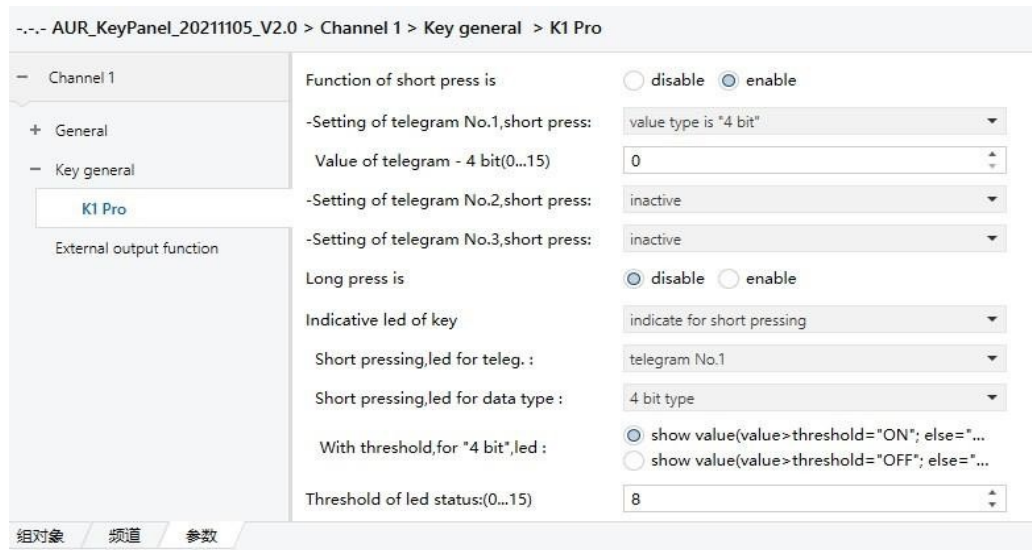 -.-.- AUR_KeyPanel_20211105_V2.0 > Channel 1 > Key general > K1 Pro
Channel 1
General
Key general
K1 Pro
External output function
Function of short press is disable enable
-Setting of telegram No.1,short press: value type is "4 bit"
Value of telegram - 4 bit(0...15) 0
-Setting of telegram No.2,short press: inactive
-Setting of telegram No.3,short press: inactive
Long press is disable enable
Indicative led of key indicate for short pressing
Short pressing,led for teleg. : telegram No.1
Short pressing,led for data type : 4 bit type
With threshold,for "4 bit",led : show value(value>threshold="ON"; else="...
show value(value>threshold="OFF"; else="...
Threshold of led status:(0...15) 8
组对象 频道 参数